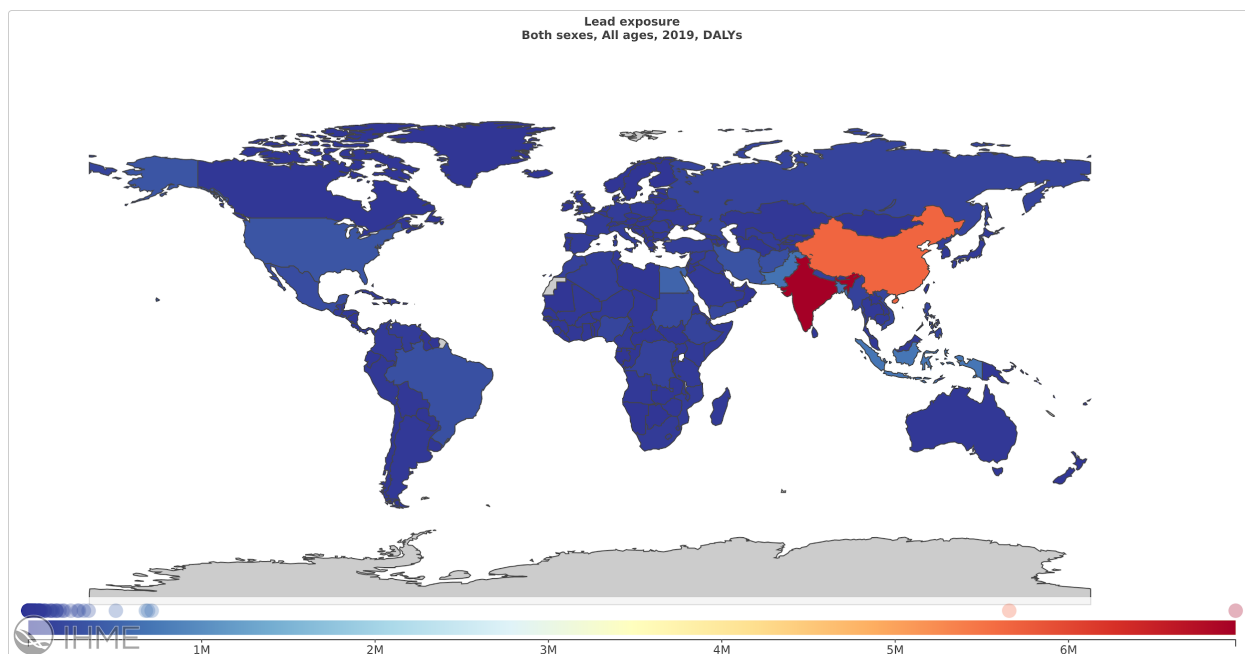 Lead exposure
Both sexes, All ages, 2019, DALYs
IHME
1M 2M 3M 4M 5M 6M